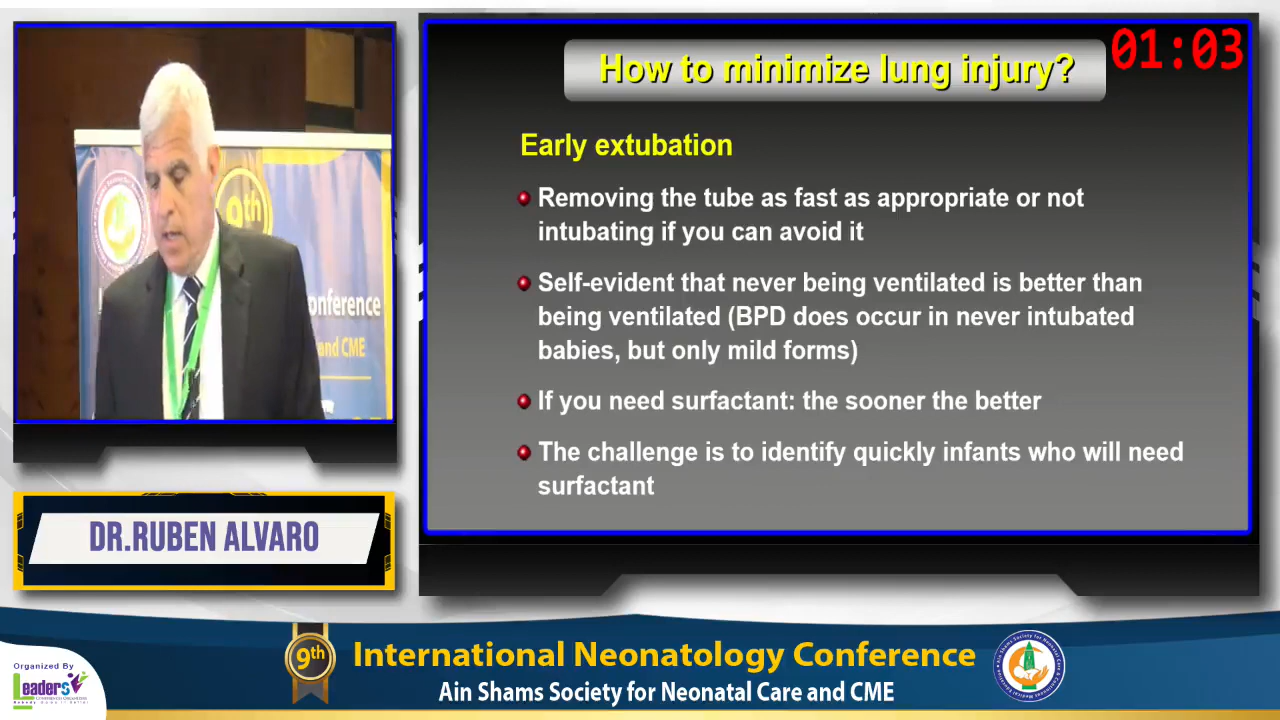 How to minimize lung injury?
01:03
Early extubation
Removing the tube as fast as appropriate or not
intubating if you can avoid it
Self-evident that never being ventilated is better than
being ventilated (BPD does occur in never intubated
babies, but only mild forms)
If you need surfactant: the sooner the better
The challenge is to identify quickly infants who will need
surfactant
9th
onference
and CME
DR.RUBEN ALVARO
9th
International Neonatology Conference
Ain Shams Society for Neonatal Care and CME
Organized By
Leaders